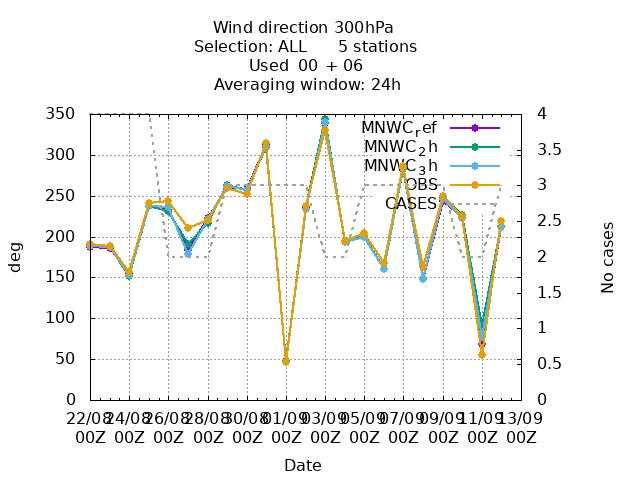 Wind direction 300hPa
Selection: ALL 5 stations
Used 00 + 06
Averaging window: 24h
350 4
MNWCref
MNWC2h
MNWC3h
OBS
CASES
300 3.5
250 3
200 2.5
150 2
100 1.5
50 1
0 0.5
0
deg
No cases
22/08 24/08 26/08 28/08 30/08 01/09 03/09 05/09 07/09 09/09 11/09 13/09
00Z 00Z 00Z 00Z 00Z 00Z 00Z 00Z 00Z 00Z 00Z 00Z
Date